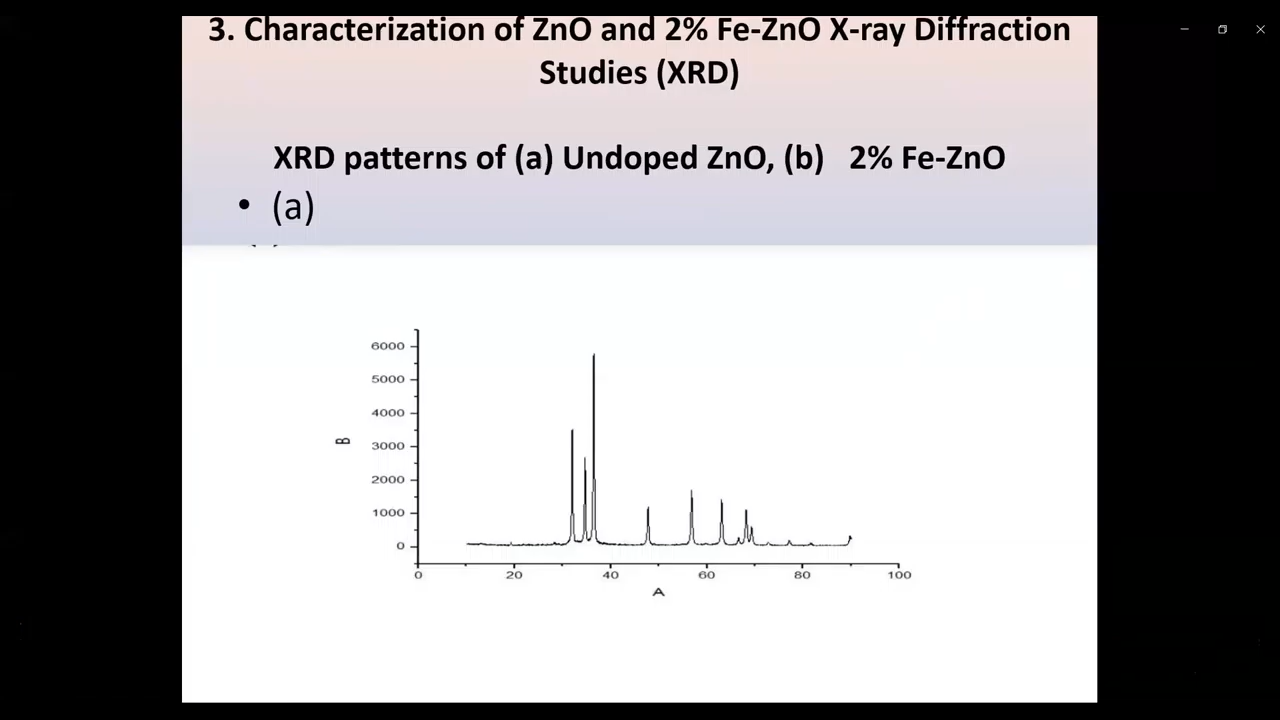 3. Characterization of ZnO and 2% Fe-ZnO X-ray Diffraction
Studies (XRD)
XRD patterns of (a) Undoped ZnO, (b) 2% Fe-ZnO
• (a)
6000
5000
4000
3000
2000
1000
0
B
0 20 40 60 80 100
A